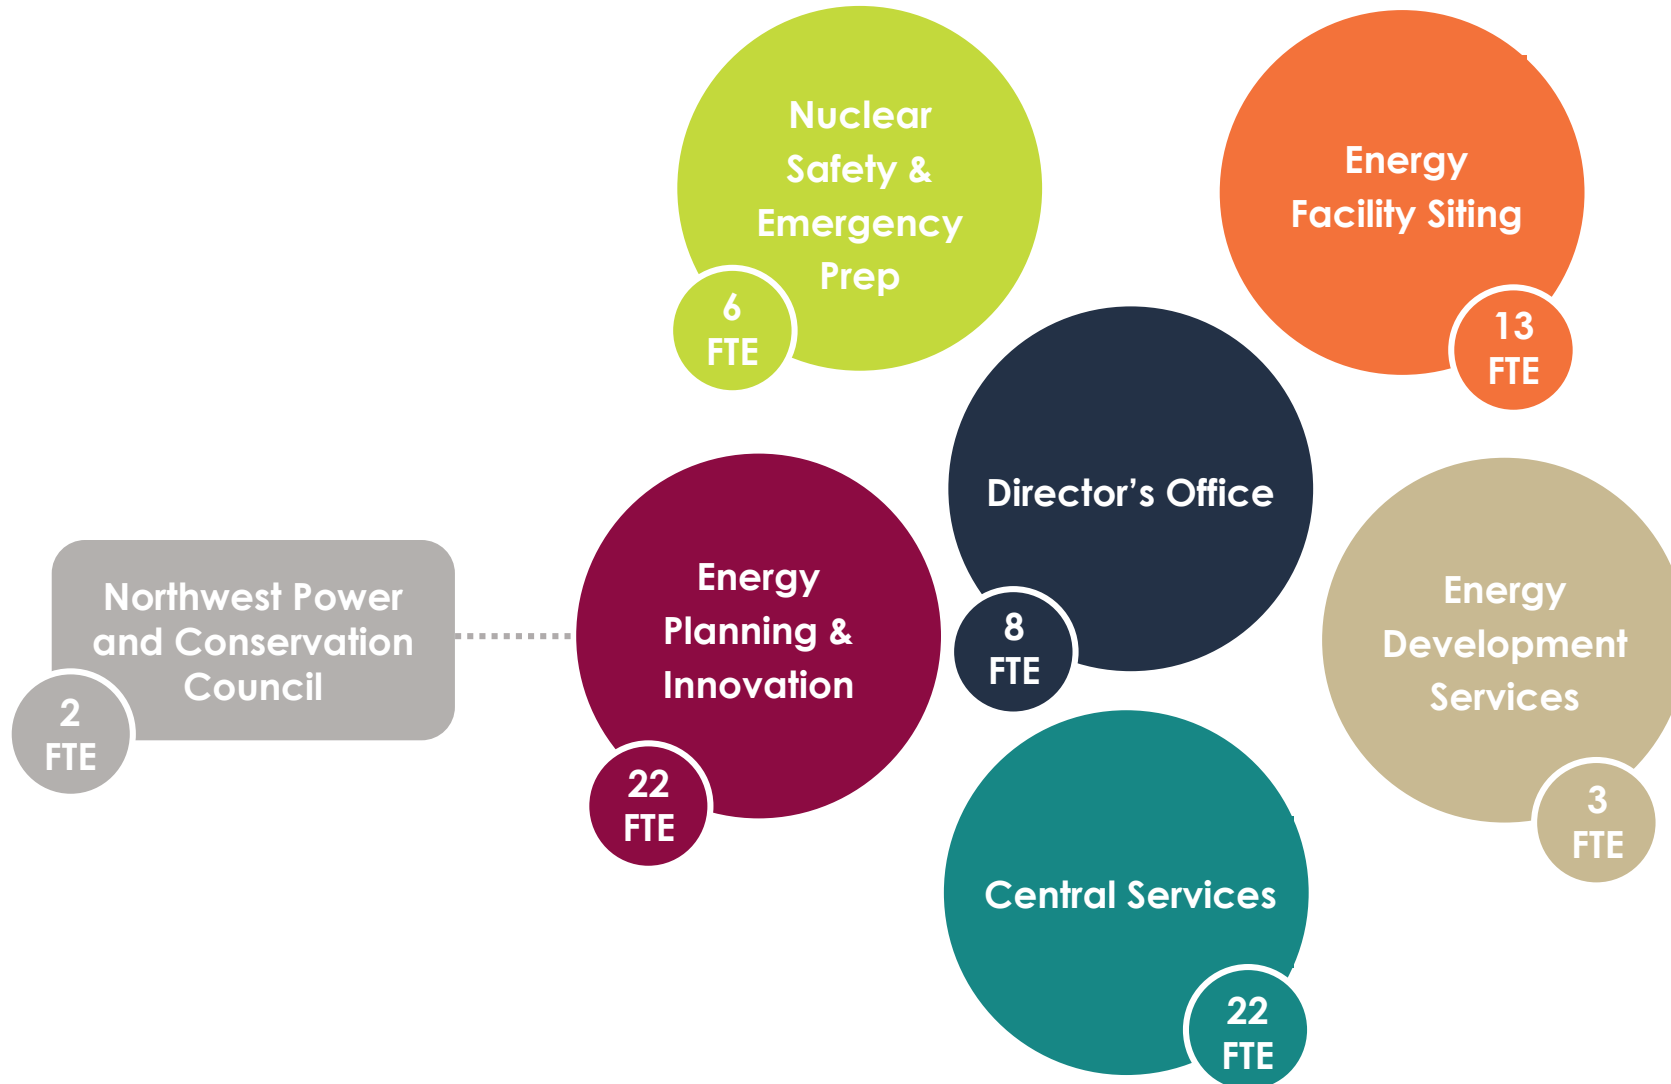 Nuclear
Safety &
Emergency
Prep
6
FTE
Energy
Facility Siting
13
FTE
Director’s Office
8
FTE
Northwest Power
and Conservation
Council
2
FTE
Energy
Planning &
Innovation
22
FTE
Energy
Development
Services
3
FTE
Central Services
22
FTE